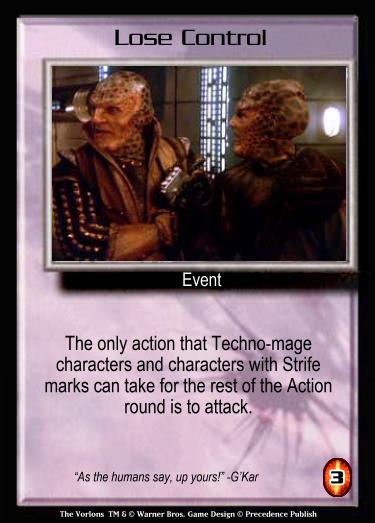 Lose Control
Event
The only action that Techno-mage
characters and characters with Strife
marks can take for the rest of the Action
round is to attack.
"As the humans say, up yours!" -G'Kar
3
The Vorlons TM & © Warner Bros. Game Design © Precedence Publish